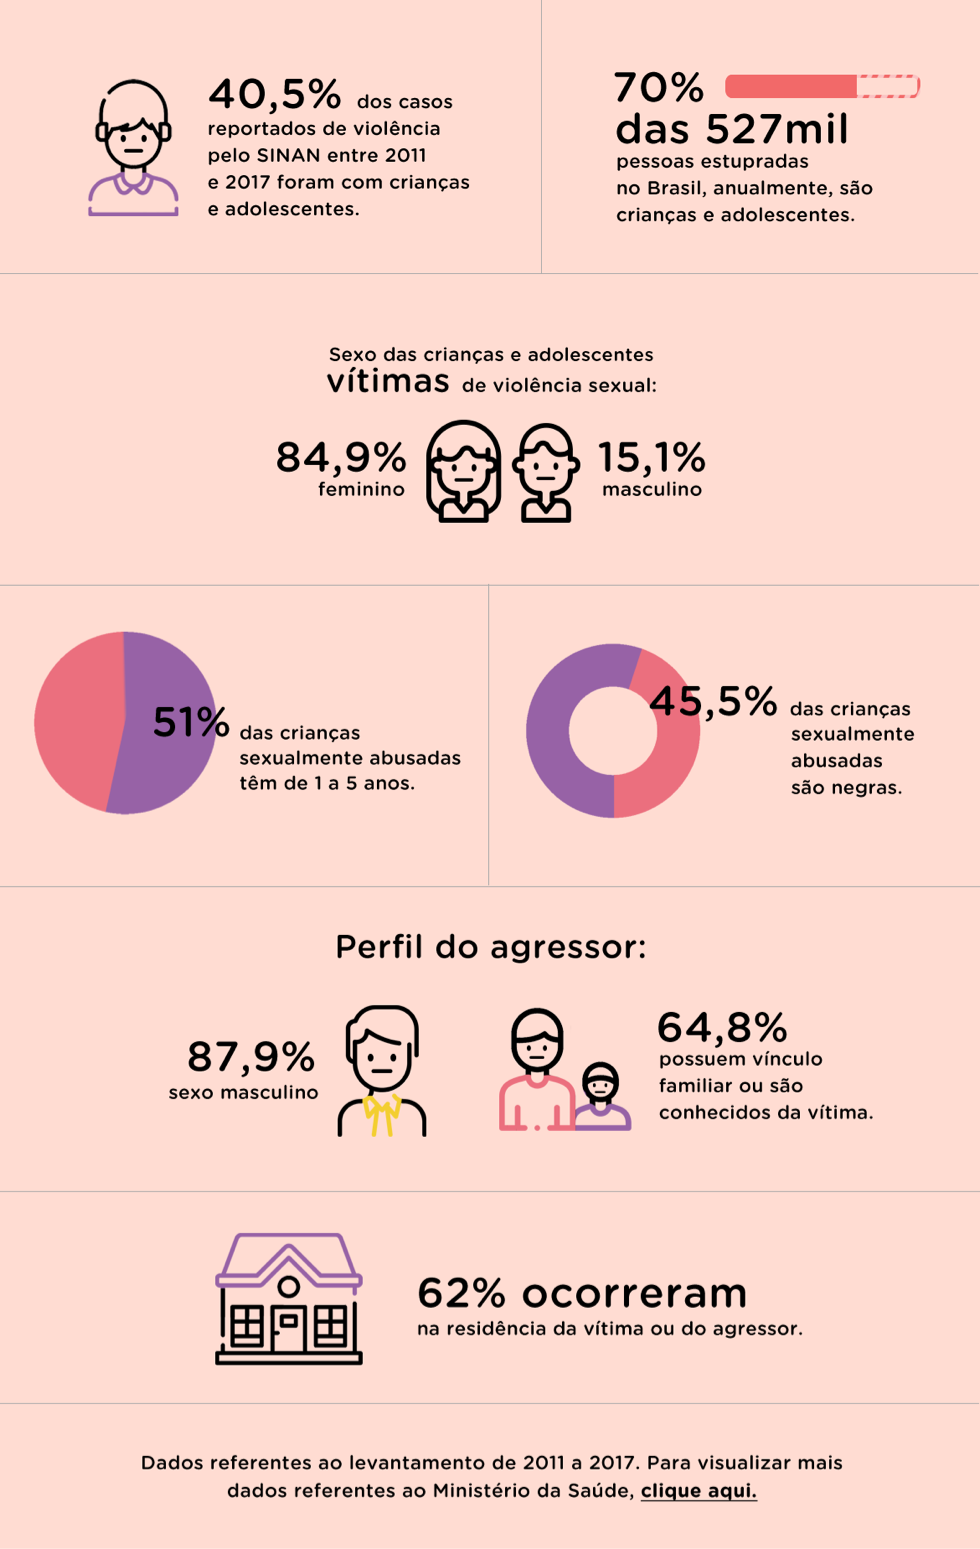 40,5% dos casos
reportados de violência
pelo SINAN entre 2011
e 2017 foram com crianças
e adolescentes.
70%
das 527mil
pessoas estupradas
no Brasil, anualmente, são
crianças e adolescentes.
Sexo das crianças e adolescentes
vítimas de violência sexual:
84,9%
feminino
15,1%
masculino
51% das crianças
sexualmente abusadas
têm de 1 a 5 anos.
45,5% das crianças
sexualmente
abusadas
são negras.
Perfil do agressor:
87,9%
sexo masculino
64,8%
possuem vínculo
familiar ou são
conhecidos da vítima.
62% ocorreram
na residência da vítima ou do agressor.
Dados referentes ao levantamento de 2011 a 2017. Para visualizar mais
dados referentes ao Ministério da Saúde, clique aqui.